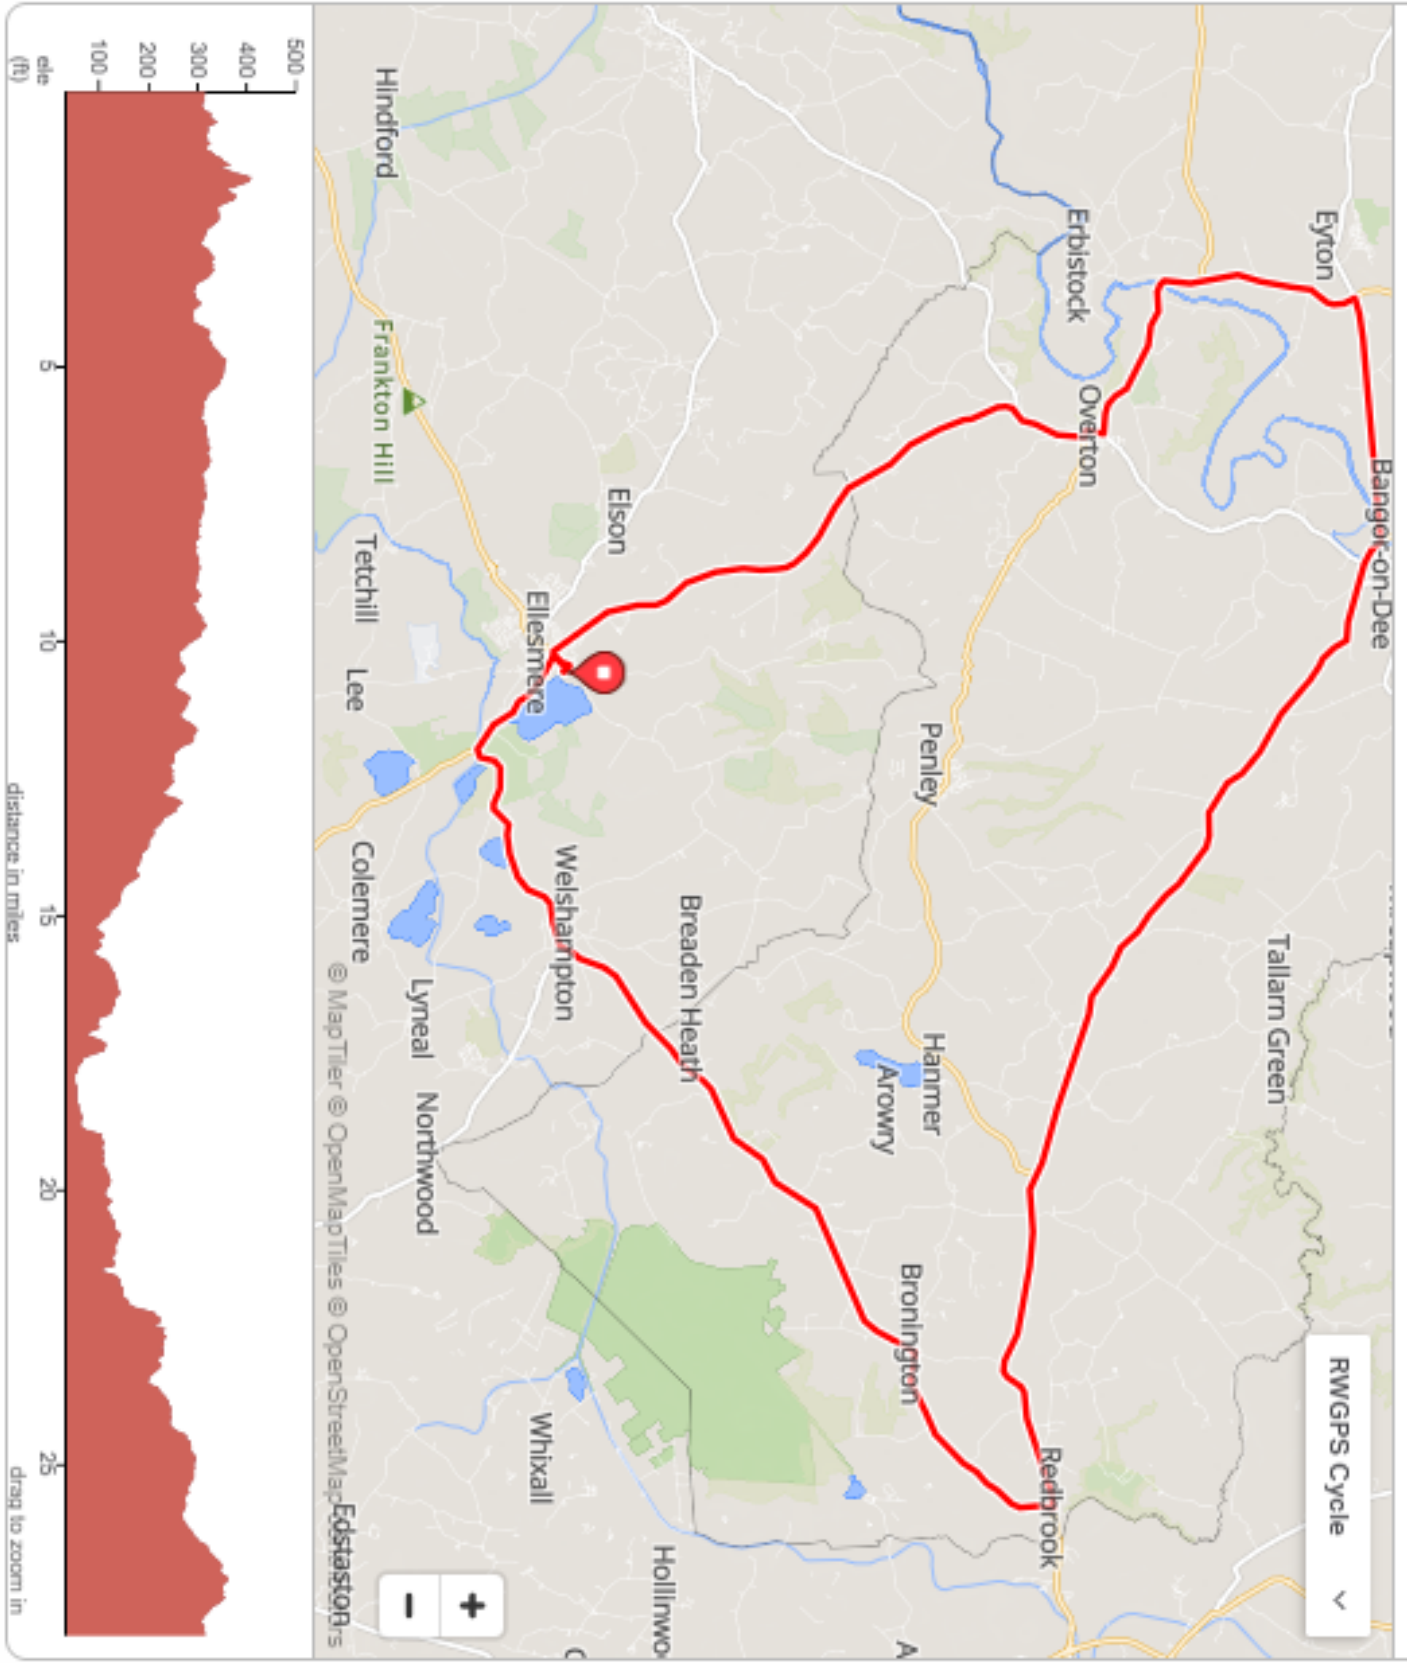 RWGPS Cycle
Eyton
Bangor-on-Dee
Tallarn Green
Erbistock
Overton
Redbrook
Penley
Hanmer
Arowry
Bronington
A
Breaden Heath
Hollinwo
Elson
Welshampton
Ellesmere
Whixall
Hindford
Frankton Hill
Tetchill
Lee
Colemere
Lyneal
Northwood
Edstaston
+
−
© MapTiler © OpenMapTiles © OpenStreetMap
ele
(ft)
500
400
300
200
100
5
10
15
20
25
distance in miles
drag to zoom in